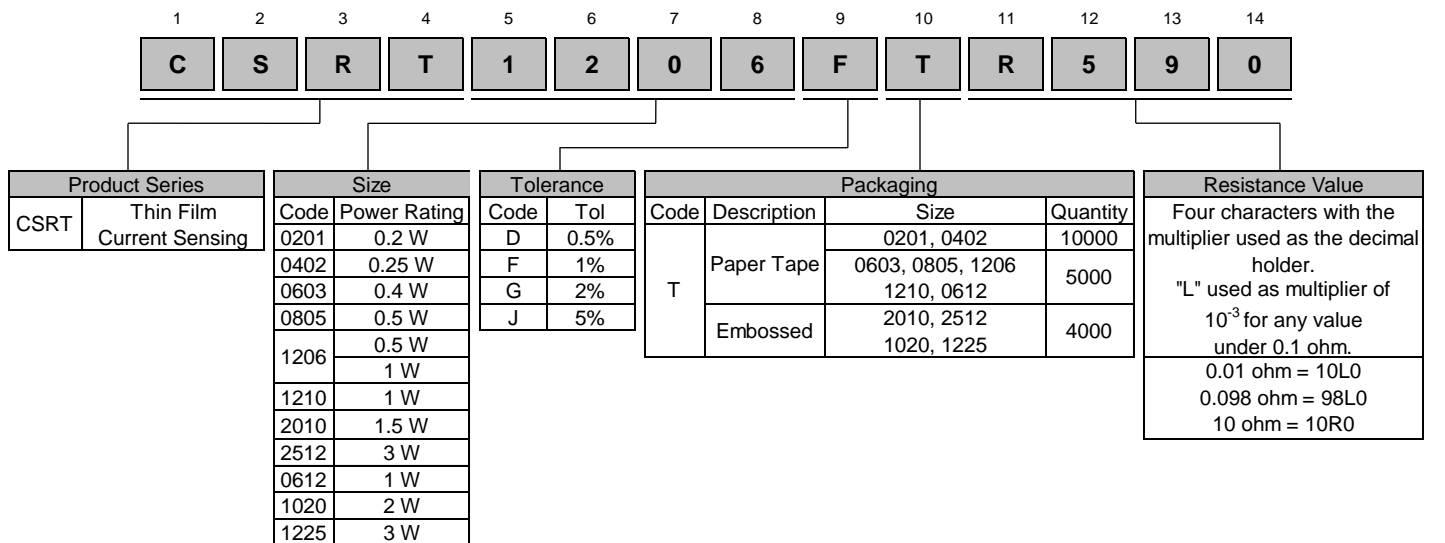 1 2 3 4 5 6 7 8 9 10 11 12 13 14
C S R T 1 2 0 6 F T R 5 9 0
Product Series
CSRT
Thin Film
Current Sensing
Size
Code Power Rating
0201 0.2 W
0402 0.25 W
0603 0.4 W
0805 0.5 W
1206
0.5 W
1 W
1210 1 W
2010 1.5 W
2512 3 W
0612 1 W
1020 2 W
1225 3 W
Tolerance
Code Tol
D 0.5%
F 1%
G 2%
J 5%
Packaging
Code Description Size Quantity
T
Paper Tape
0201, 0402 10000
0603, 0805, 1206
1210, 0612
5000
Embossed
2010, 2512
1020, 1225
4000
Resistance Value
Four characters with the
multiplier used as the decimal
holder.
"L" used as multiplier of
10-3 for any value
under 0.1 ohm.
0.01 ohm = 10L0
0.098 ohm = 98L0
10 ohm = 10R0